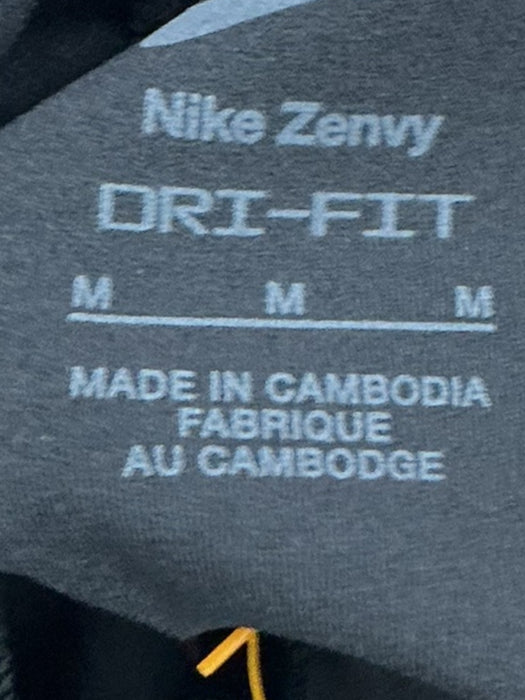 Nike Zenvy
DRI-FIT
M M M
MADE IN CAMBODIA
FABRIQUE
AU CAMBODGE